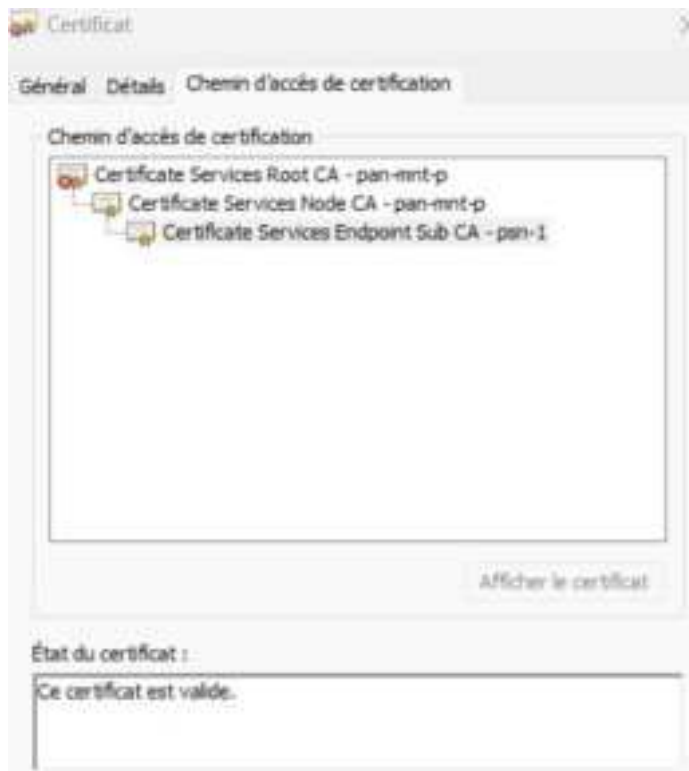 Certificat
Général Détails Chemin d'accès de certification
Chemin d'accès de certification
Certificate Services Root CA - pan-mnt-p
Certificate Services Node CA - pan-mnt-p
Certificate Services Endpoint Sub CA - psn-1
Afficher le certificat
État du certificat :
Ce certificat est valide.